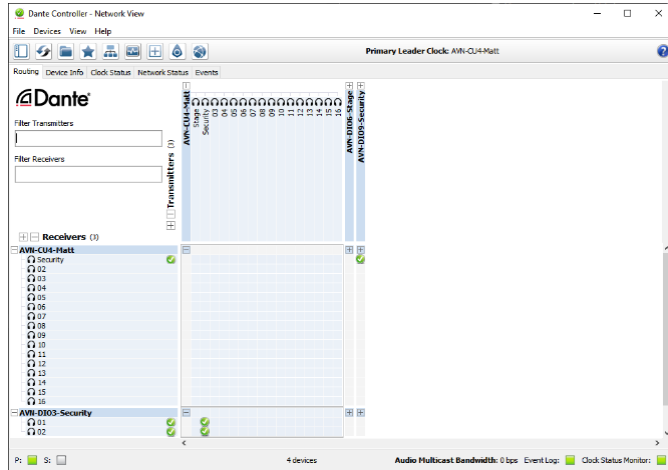 Dante Controller - Network View
File Devices View Help
Primary Leader Clock: AVN-CU4-Matt
Routing Device Info Clock Status Network Status Events
Dante
Filter Transmitters
Filter Receivers
Transmitters (3)
AVN-CU4-Matt
Stage
Security
03
04
05
06
07
08
09
10
11
12
13
14
15
16
AVN-DIO6-Stage
AVN-DIO9-Security
Receivers (3)
AVN-CU4-Matt
Security
02
03
04
05
06
07
08
09
10
11
12
13
14
15
16
AVN-DIO3-Security
01
02
P: S: 4 devices Audio Multicast Bandwidth: 0 bps Event Log: Clock Status Monitor: